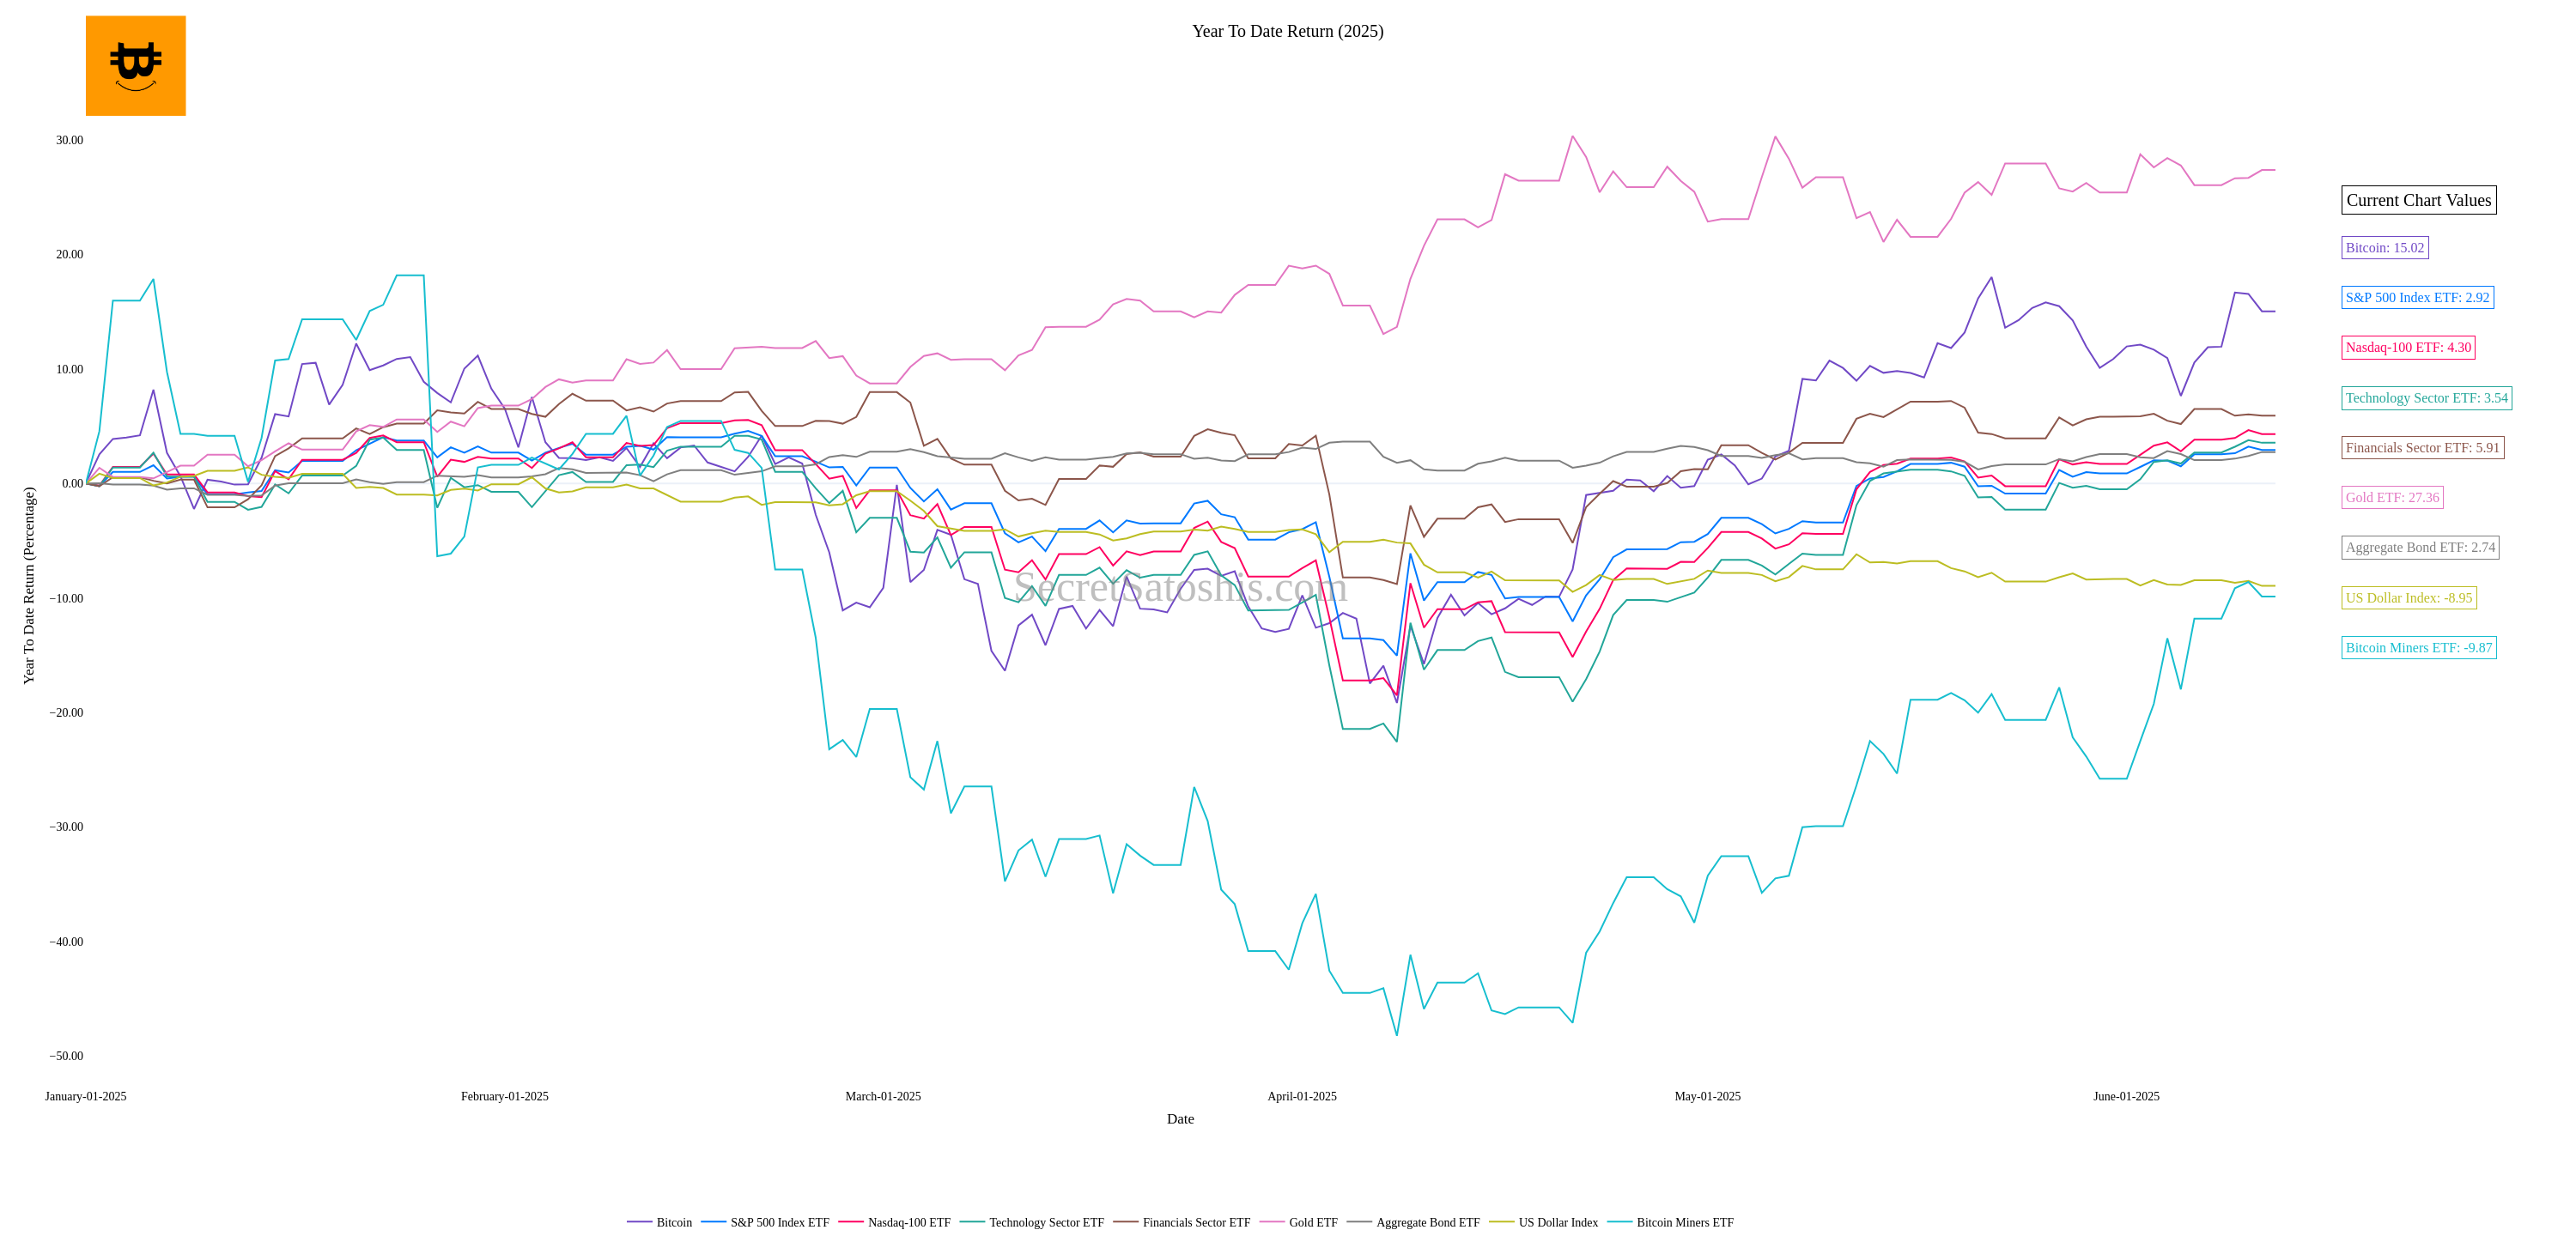 Year To Date Return (2025)
30.00
20.00
10.00
0.00
−10.00
−20.00
−30.00
−40.00
−50.00
Year To Date Return (Percentage)
SecretSatoshis.com
Current Chart Values
Bitcoin: 15.02
S&P 500 Index ETF: 2.92
Nasdaq-100 ETF: 4.30
Technology Sector ETF: 3.54
Financials Sector ETF: 5.91
Gold ETF: 27.36
Aggregate Bond ETF: 2.74
US Dollar Index: -8.95
Bitcoin Miners ETF: -9.87
January-01-2025 February-01-2025 March-01-2025 April-01-2025 May-01-2025 June-01-2025
Date
Bitcoin S&P 500 Index ETF Nasdaq-100 ETF Technology Sector ETF Financials Sector ETF Gold ETF Aggregate Bond ETF US Dollar Index Bitcoin Miners ETF